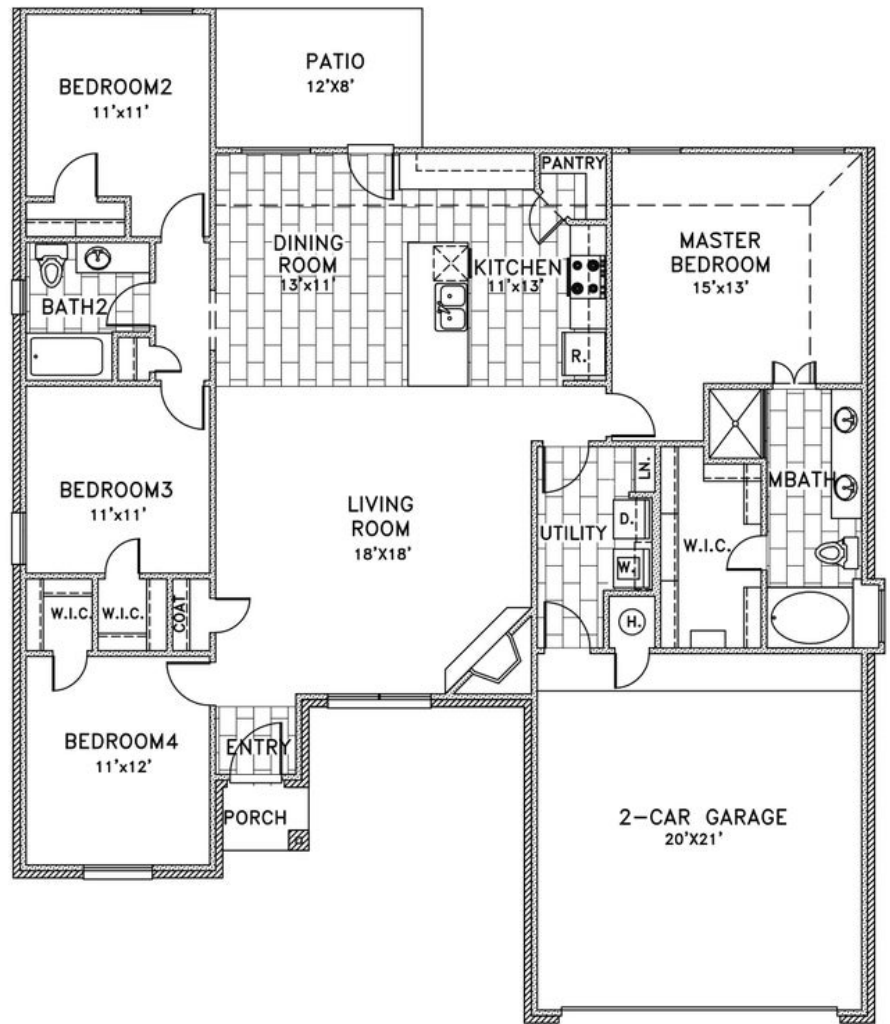 PATIO
12'X8'
BEDROOM2
11'x11'
PANTRY
DINING
ROOM
13'x11'
KITCHEN
11'x13'
MASTER
BEDROOM
15'x13'
BATH2
R.
BEDROOM3
11'x11'
LIVING
ROOM
18'X18'
LN.
D.
UTILITY
W.
W.I.C.
MBATH
W.I.C.
W.I.C.
COAT
H.
BEDROOM4
11'x12'
ENTRY
PORCH
2-CAR GARAGE
20'X21'